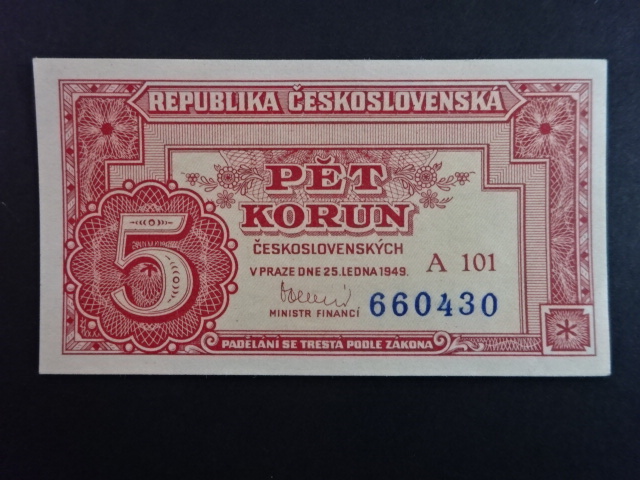 REPUBLIKA ČESKOSLOVENSKÁ
PĚT
KORUN
ČESKOSLOVENSKÝCH
V PRAZE DNE 25. LEDNA 1949.
A 101
MINISTR FINANCÍ
660430
5
PADĚLÁNÍ SE TRESTÁ PODLE ZÁKONA